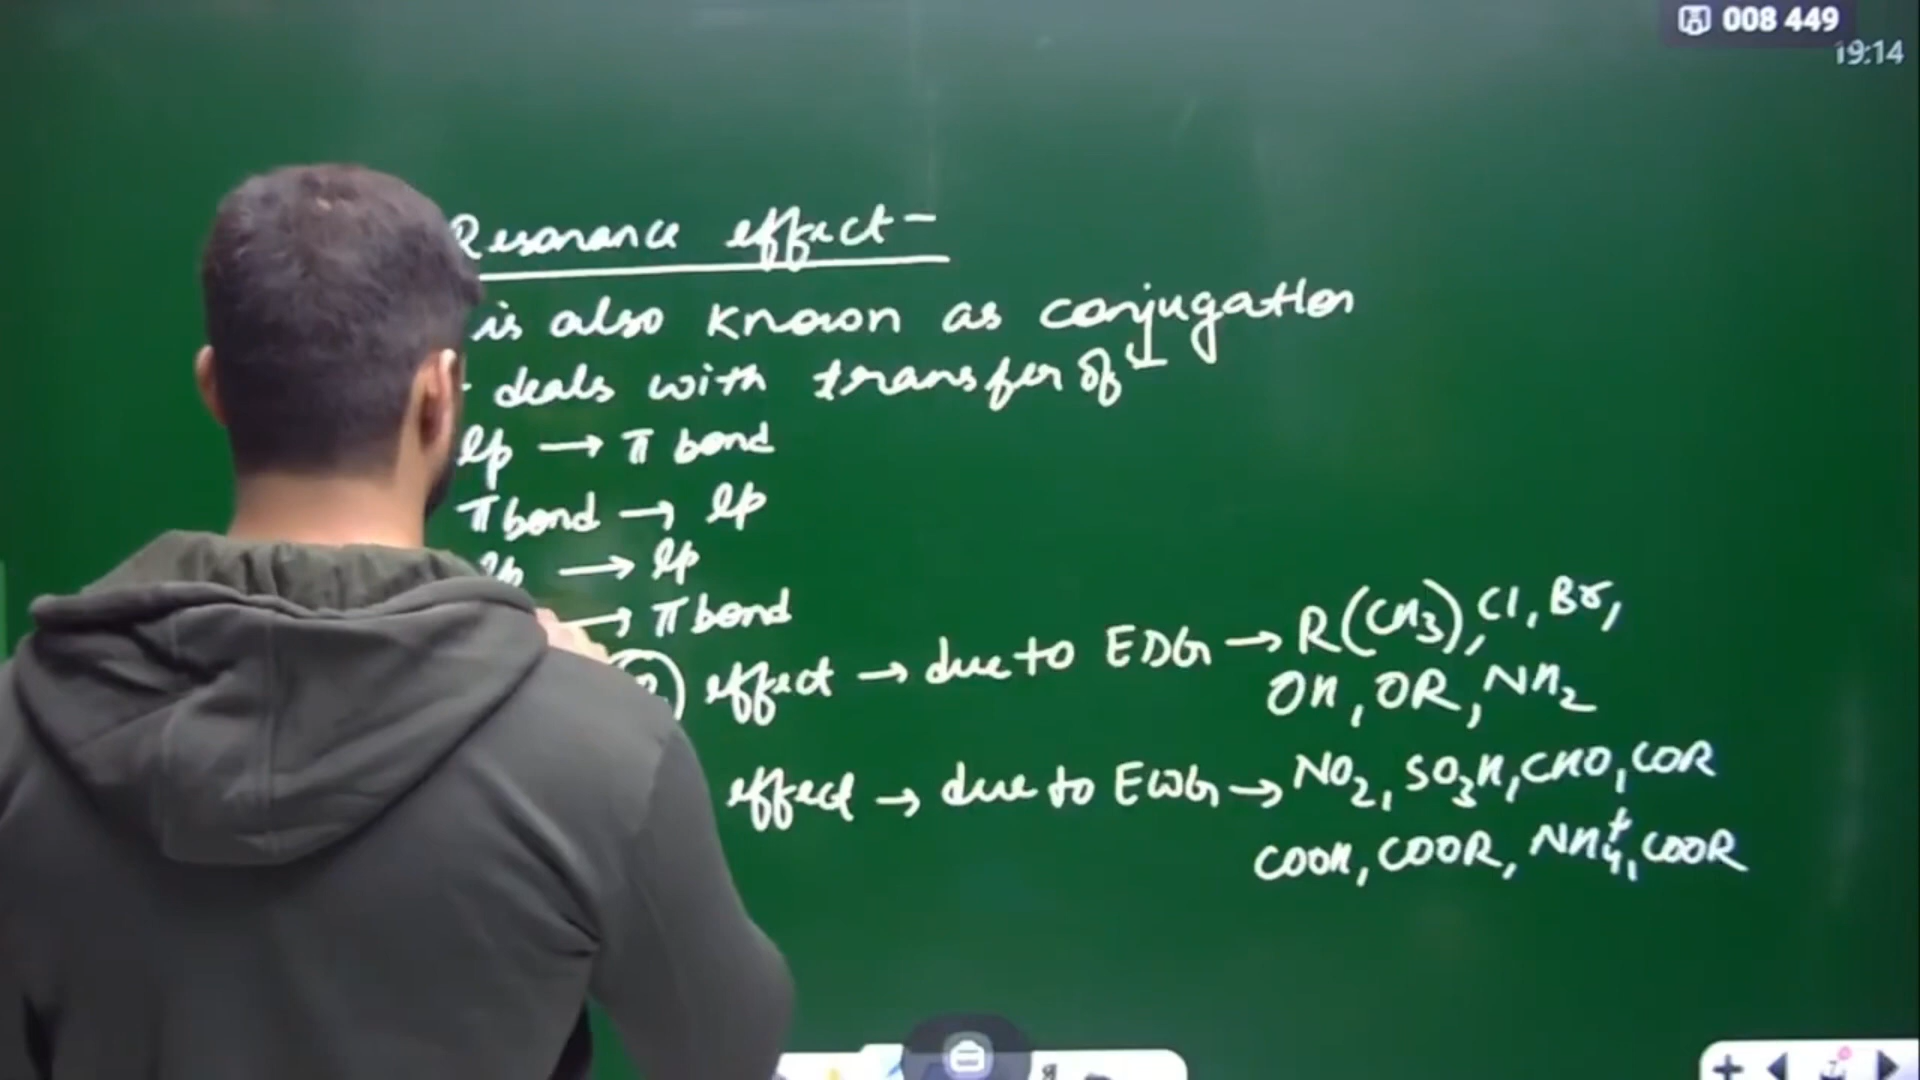 008 449
19:14
Resonance effect-
is also known as conjugation
- deals with transfer of
lp → π bond
π bond → lp
lp → lp
→ π bond
effect → due to EDG → R(CH3), Cl, Br,
OH, OR, NH2
effect → due to EWG → NO2, SO3H, CHO, COR
COOH, COOR, NH4+, COOR